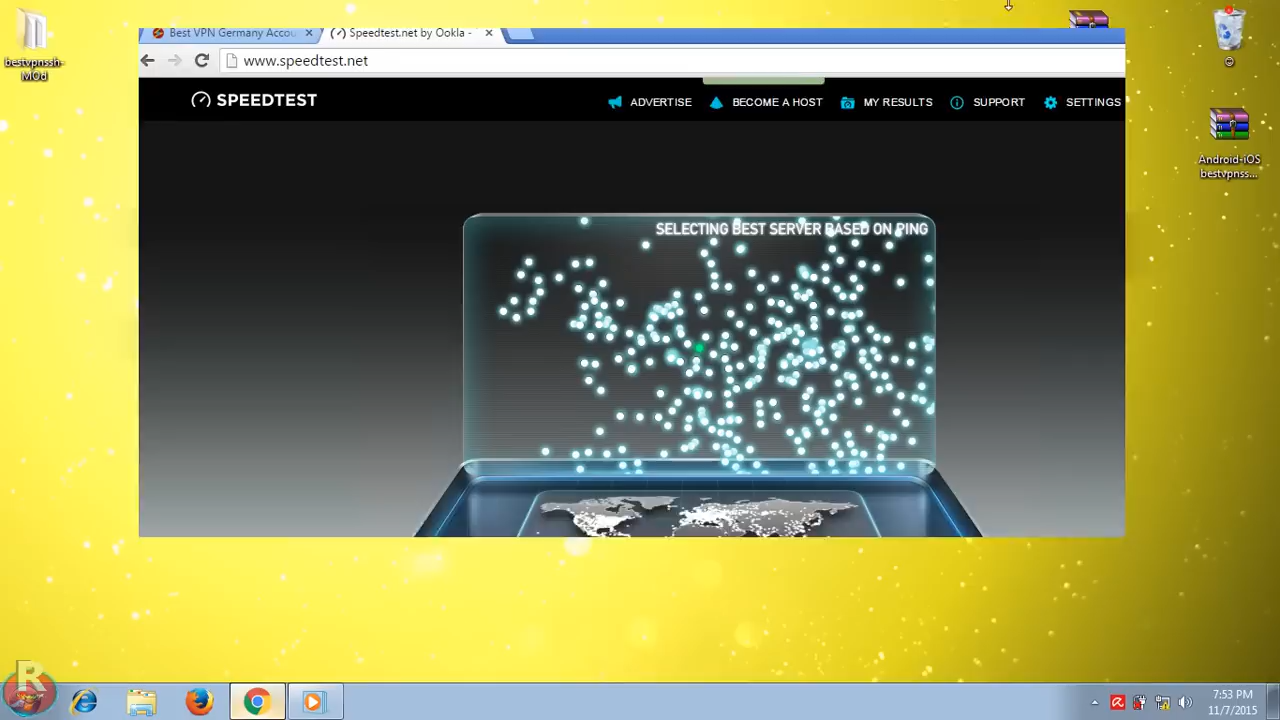 bestvpnssh-
MOd
Best VPN Germany Accou
Speedtest.net by Ookla -
www.speedtest.net
SPEEDTEST
ADVERTISE
BECOME A HOST
MY RESULTS
SUPPORT
SETTINGS
SELECTING BEST SERVER BASED ON PING
Android-iOS
bestvpnss...
R
7:53 PM
11/7/2015